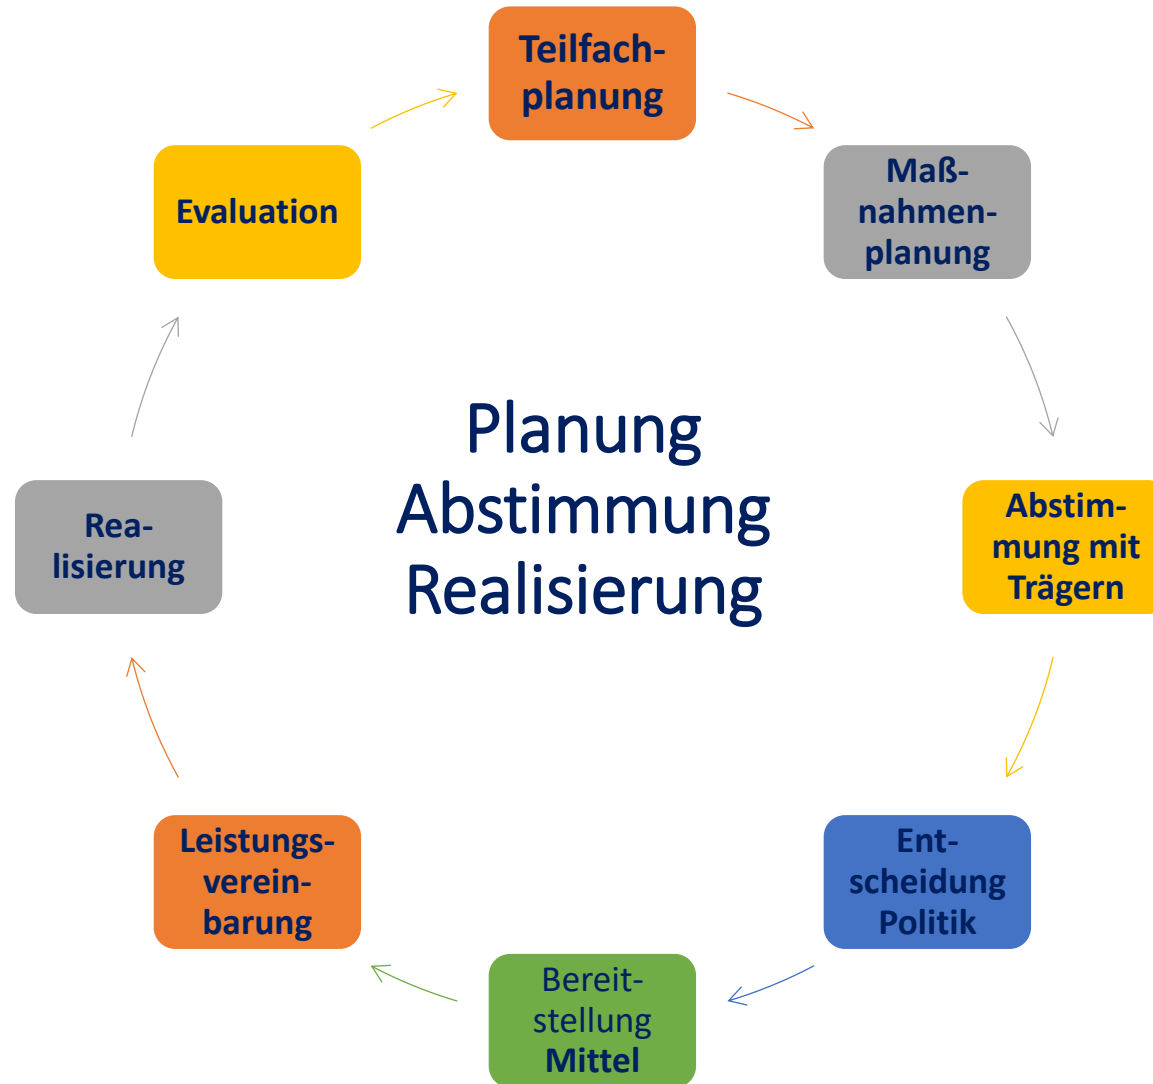 Teilfach-
planung
Maß-
nahmen-
planung
Abstim-
mung mit
Trägern
Ent-
scheidung
Politik
Bereit-
stellung
Mittel
Leistungs-
verein-
barung
Rea-
lisierung
Evaluation
Planung
Abstimmung
Realisierung